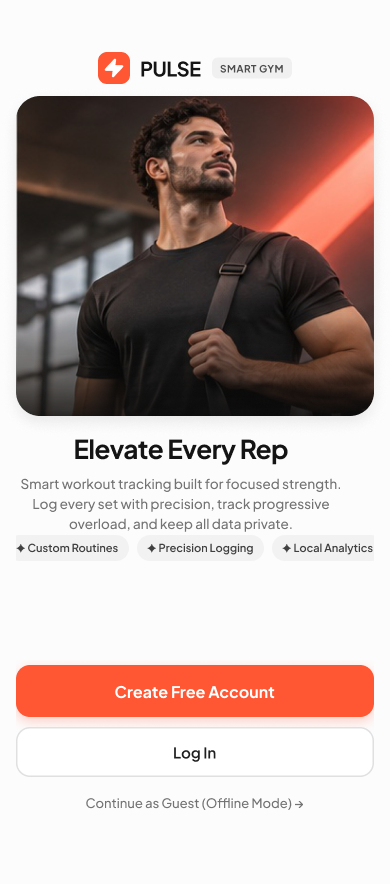 PULSE SMART GYM
Elevate Every Rep
Smart workout tracking built for focused strength.
Log every set with precision, track progressive
overload, and keep all data private.
✦ Custom Routines ✦ Precision Logging ✦ Local Analytics
Create Free Account
Log In
Continue as Guest (Offline Mode) →